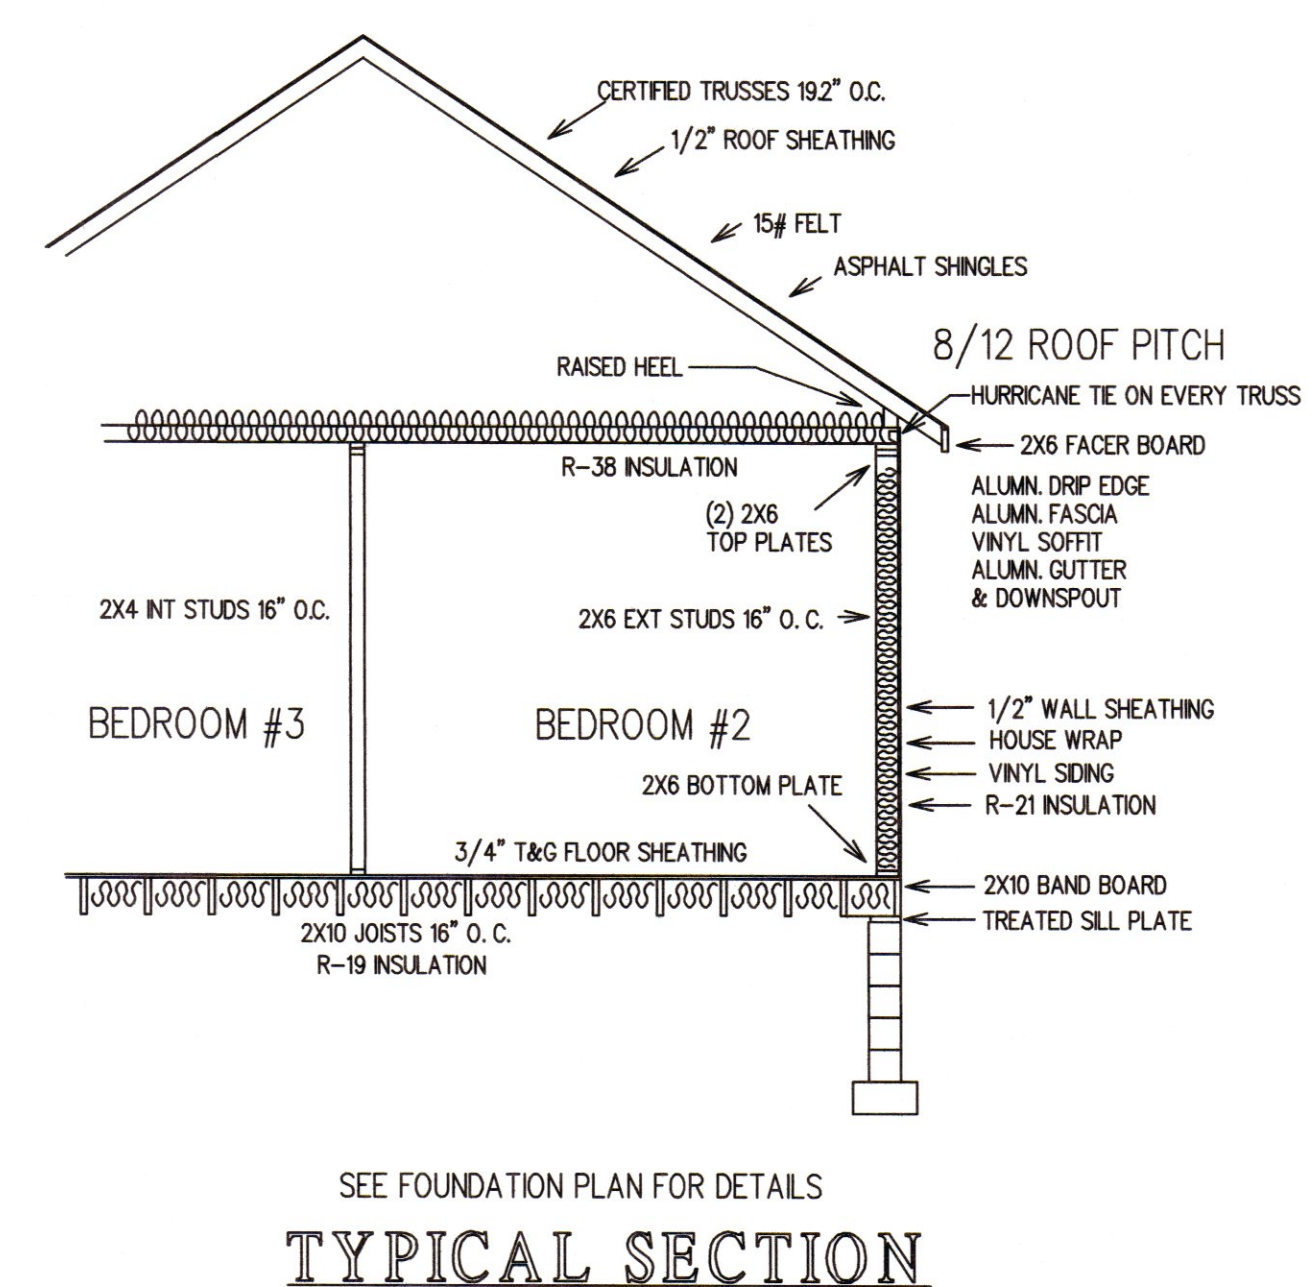 CERTIFIED TRUSSES 19.2" O.C.
1/2" ROOF SHEATHING
15# FELT
ASPHALT SHINGLES
8/12 ROOF PITCH
RAISED HEEL
HURRICANE TIE ON EVERY TRUSS
2X6 FACER BOARD
R-38 INSULATION
ALUMN. DRIP EDGE
ALUMN. FASCIA
VINYL SOFFIT
ALUMN. GUTTER
& DOWNSPOUT
(2) 2X6
TOP PLATES
2X4 INT STUDS 16" O.C.
2X6 EXT STUDS 16" O. C.
BEDROOM #3
BEDROOM #2
1/2" WALL SHEATHING
HOUSE WRAP
VINYL SIDING
R-21 INSULATION
2X6 BOTTOM PLATE
3/4" T&G FLOOR SHEATHING
2X10 BAND BOARD
TREATED SILL PLATE
2X10 JOISTS 16" O. C.
R-19 INSULATION
SEE FOUNDATION PLAN FOR DETAILS
TYPICAL SECTION